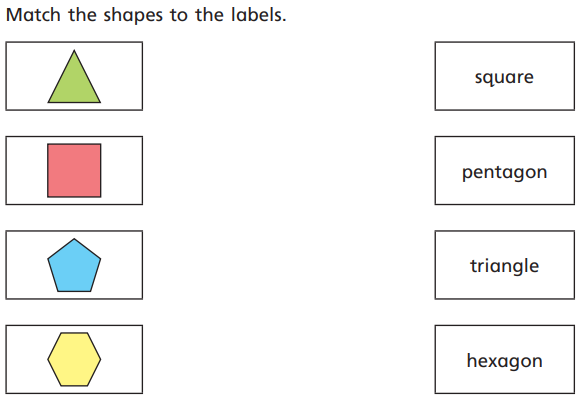 Match the shapes to the labels.
square
pentagon
triangle
hexagon